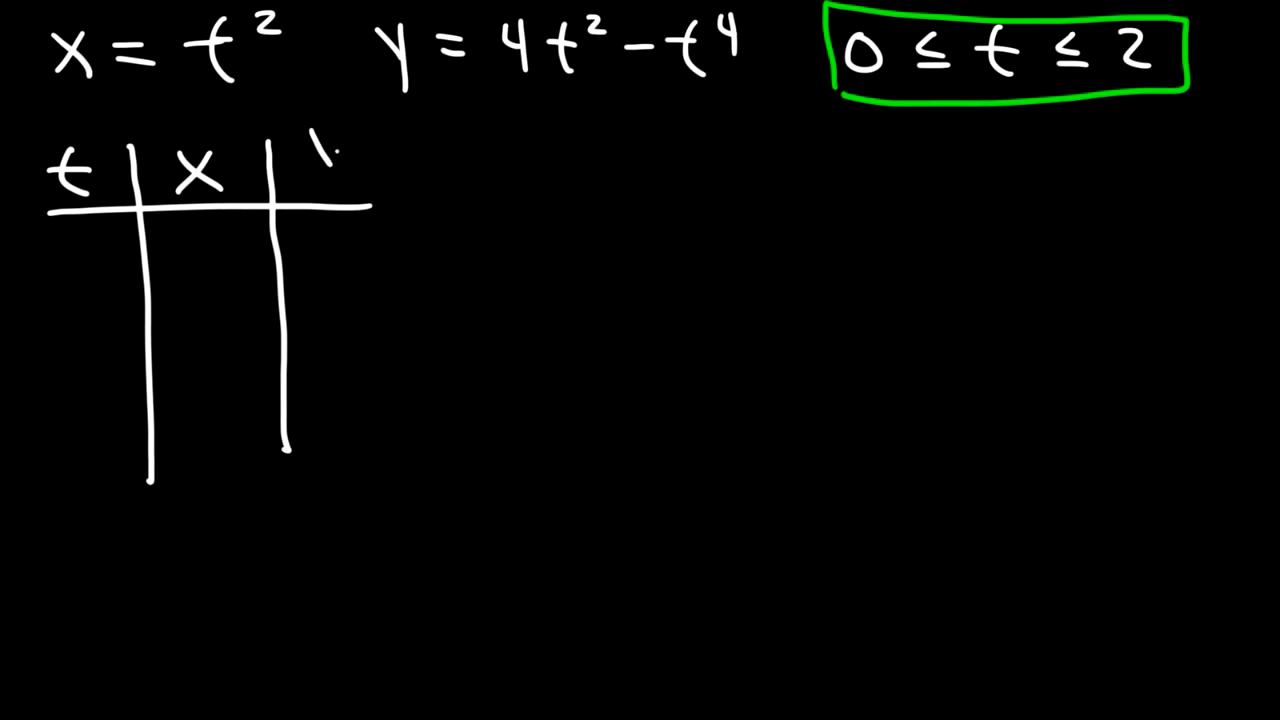 x = t² y = 4t² - t⁴ 0 ≤ t ≤ 2
t x